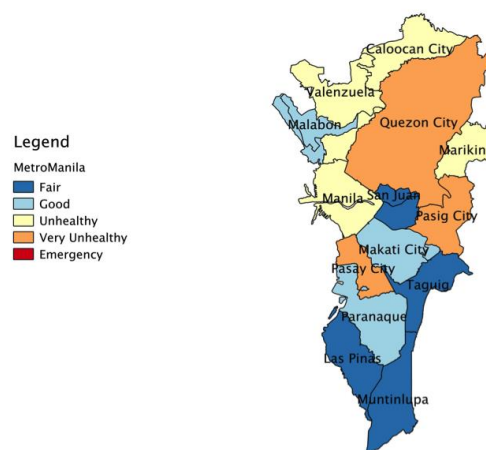 Legend
MetroManila
Fair
Good
Unhealthy
Very Unhealthy
Emergency
Caloocan City
Valenzuela
Malabon
Quezon City
Marikin
San Juan
Manila
Pasig City
Makati City
Pasay City
Taguig
Paranaque
Las Pinas
Muntinlupa